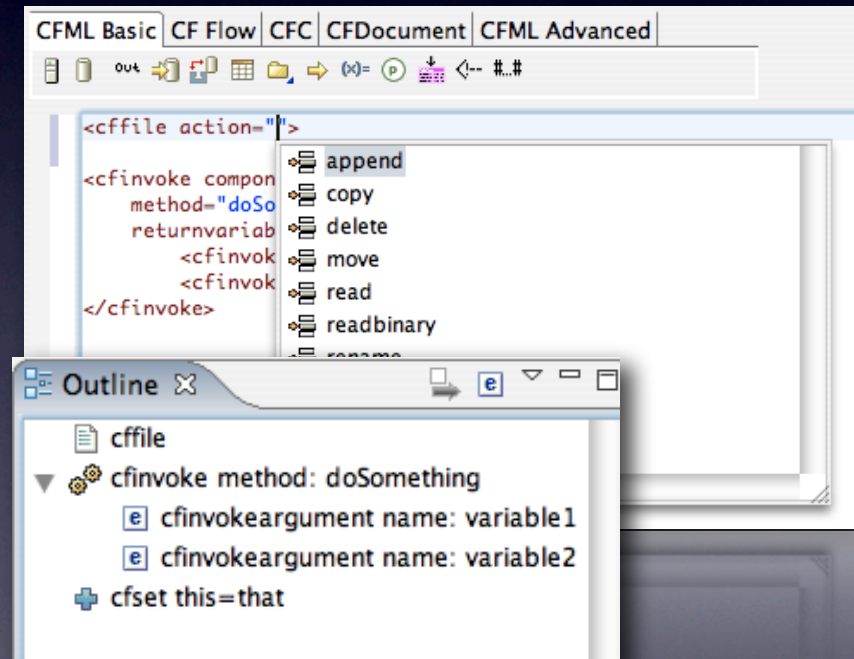 CFML Basic CF Flow CFC CFDocument CFML Advanced
out (x)= P <!-- #..#
<cffile action="">
append
<cfinvoke compon
copy
method="doSo
delete
returnvariab
move
<cfinvok
read
<cfinvok
readbinary
</cfinvoke>
rename
Outline
e
cffile
cfinvoke method: doSomething
e cfinvokeargument name: variable1
e cfinvokeargument name: variable2
cfset this=that